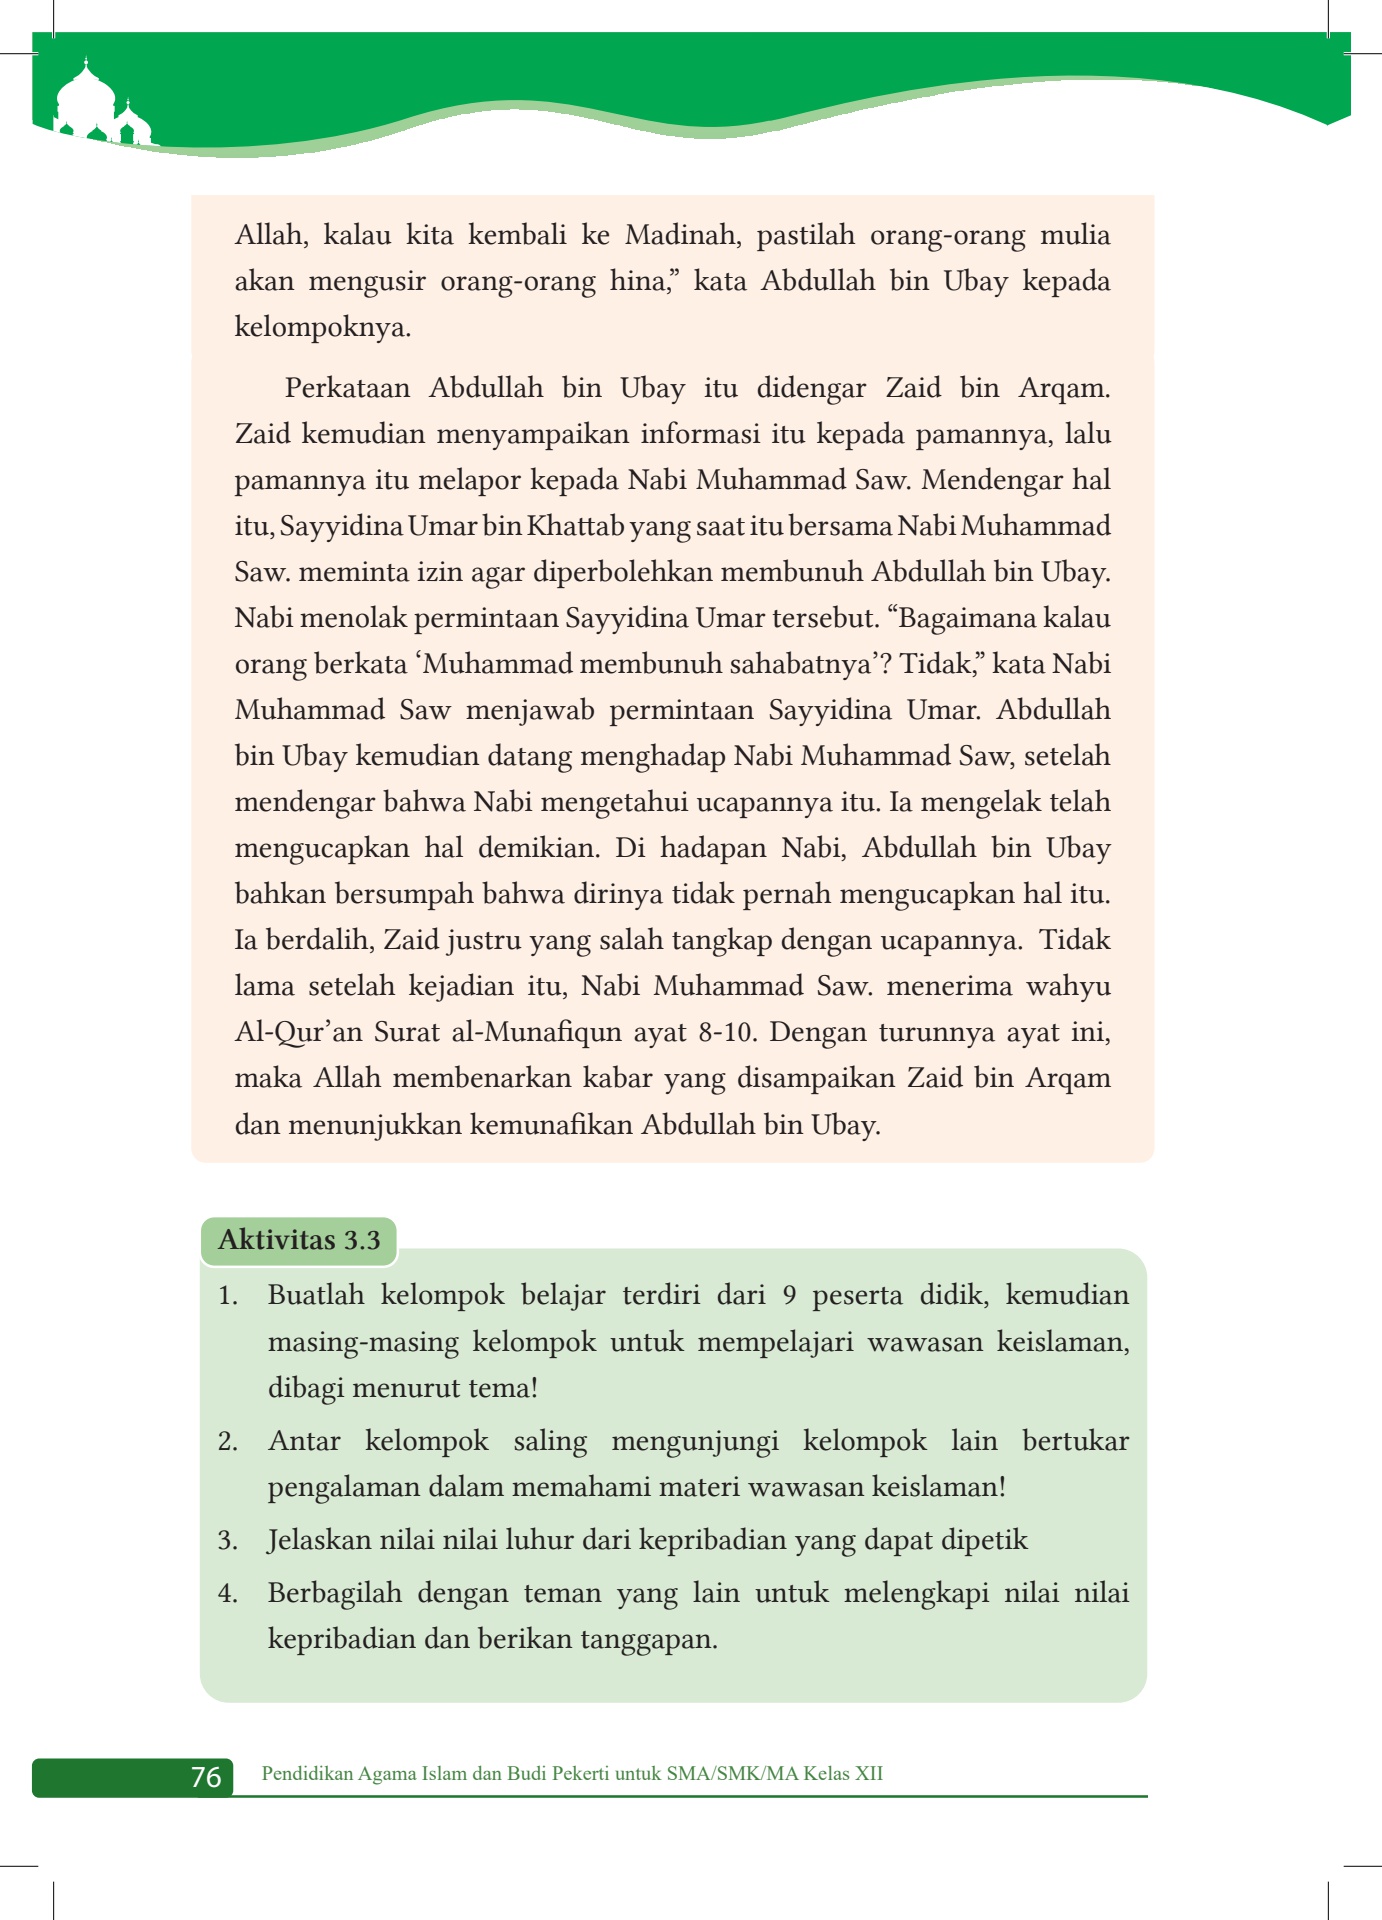 Allah, kalau kita kembali ke Madinah, pastilah orang-orang mulia
akan mengusir orang-orang hina,” kata Abdullah bin Ubay kepada
kelompoknya.
Perkataan Abdullah bin Ubay itu didengar Zaid bin Arqam.
Zaid kemudian menyampaikan informasi itu kepada pamannya, lalu
pamannya itu melapor kepada Nabi Muhammad Saw. Mendengar hal
itu, Sayyidina Umar bin Khattab yang saat itu bersama Nabi Muhammad
Saw. meminta izin agar diperbolehkan membunuh Abdullah bin Ubay.
Nabi menolak permintaan Sayyidina Umar tersebut. “Bagaimana kalau
orang berkata ‘Muhammad membunuh sahabatnya’? Tidak,” kata Nabi
Muhammad Saw menjawab permintaan Sayyidina Umar. Abdullah
bin Ubay kemudian datang menghadap Nabi Muhammad Saw, setelah
mendengar bahwa Nabi mengetahui ucapannya itu. Ia mengelak telah
mengucapkan hal demikian. Di hadapan Nabi, Abdullah bin Ubay
bahkan bersumpah bahwa dirinya tidak pernah mengucapkan hal itu.
Ia berdalih, Zaid justru yang salah tangkap dengan ucapannya. Tidak
lama setelah kejadian itu, Nabi Muhammad Saw. menerima wahyu
Al-Qur’an Surat al-Munafiqun ayat 8-10. Dengan turunnya ayat ini,
maka Allah membenarkan kabar yang disampaikan Zaid bin Arqam
dan menunjukkan kemunafikan Abdullah bin Ubay.
Aktivitas 3.3
1. Buatlah kelompok belajar terdiri dari 9 peserta didik, kemudian
masing-masing kelompok untuk mempelajari wawasan keislaman,
dibagi menurut tema!
2. Antar kelompok saling mengunjungi kelompok lain bertukar
pengalaman dalam memahami materi wawasan keislaman!
3. Jelaskan nilai nilai luhur dari kepribadian yang dapat dipetik
4. Berbagilah dengan teman yang lain untuk melengkapi nilai nilai
kepribadian dan berikan tanggapan.
76 Pendidikan Agama Islam dan Budi Pekerti untuk SMA/SMK/MA Kelas XII